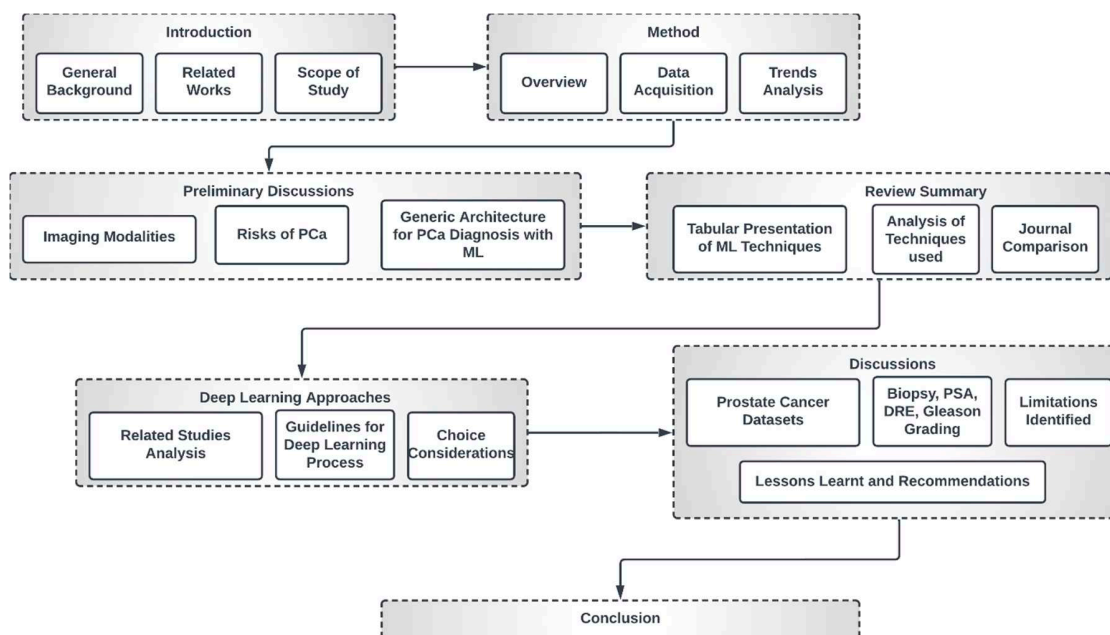 Introduction
General
Background
Related
Works
Scope of
Study
Method
Overview
Data
Acquisition
Trends
Analysis
Preliminary Discussions
Imaging Modalities
Risks of PCa
Generic Architecture
for PCa Diagnosis with
ML
Review Summary
Tabular Presentation
of ML Techniques
Analysis of
Techniques
used
Journal
Comparison
Deep Learning Approaches
Related Studies
Analysis
Guidelines for
Deep Learning
Process
Choice
Considerations
Discussions
Prostate Cancer
Datasets
Biopsy, PSA,
DRE, Gleason
Grading
Limitations
Identified
Lessons Learnt and Recommendations
Conclusion